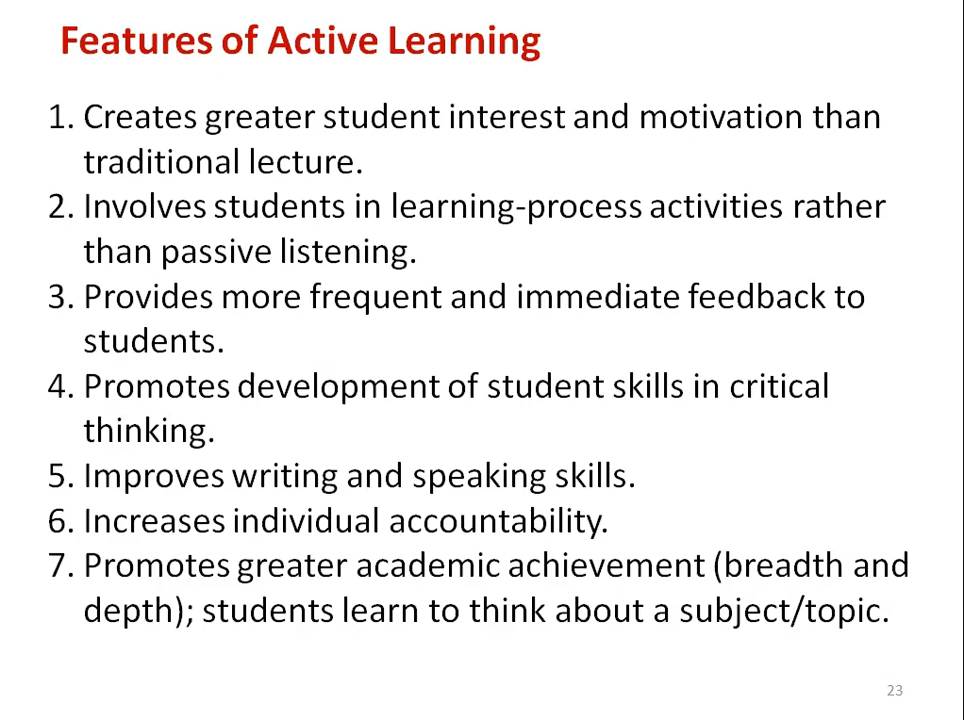 Features of Active Learning
1. Creates greater student interest and motivation than
traditional lecture.
2. Involves students in learning-process activities rather
than passive listening.
3. Provides more frequent and immediate feedback to
students.
4. Promotes development of student skills in critical
thinking.
5. Improves writing and speaking skills.
6. Increases individual accountability.
7. Promotes greater academic achievement (breadth and
depth); students learn to think about a subject/topic.
23